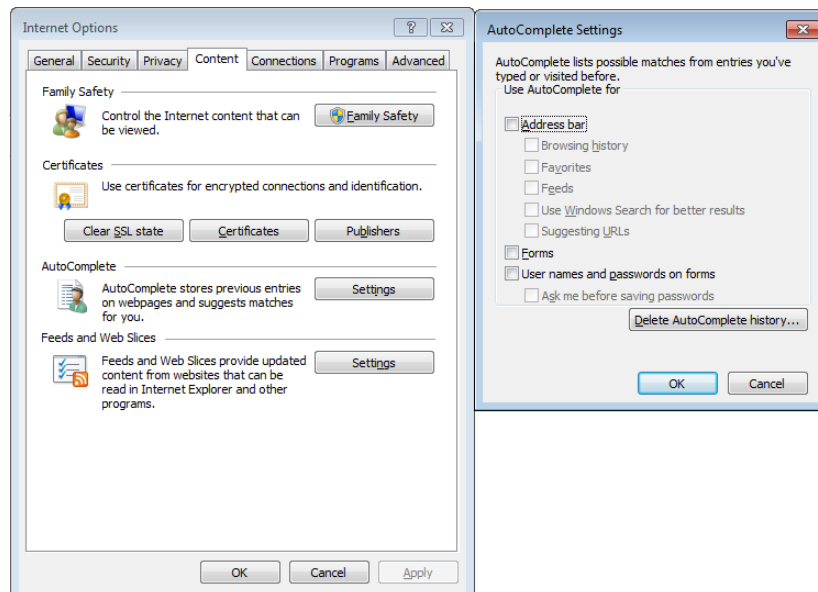 Internet Options
General Security Privacy Content Connections Programs Advanced
Family Safety
Control the Internet content that can
be viewed.
Family Safety
Certificates
Use certificates for encrypted connections and identification.
Clear SSL state Certificates Publishers
AutoComplete
AutoComplete stores previous entries
on webpages and suggests matches
for you.
Settings
Feeds and Web Slices
Feeds and Web Slices provide updated
content from websites that can be
read in Internet Explorer and other
programs.
Settings
OK Cancel Apply
AutoComplete Settings
AutoComplete lists possible matches from entries you've
typed or visited before.
Use AutoComplete for
Address bar
Browsing history
Favorites
Feeds
Use Windows Search for better results
Suggesting URLs
Forms
User names and passwords on forms
Ask me before saving passwords
Delete AutoComplete history...
OK Cancel